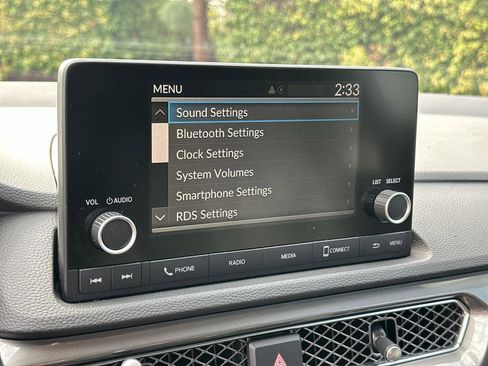 MENU 2:33
Sound Settings
Bluetooth Settings
Clock Settings
System Volumes
Smartphone Settings
RDS Settings
VOL AUDIO
LIST SELECT
PHONE RADIO MEDIA CONNECT MENU